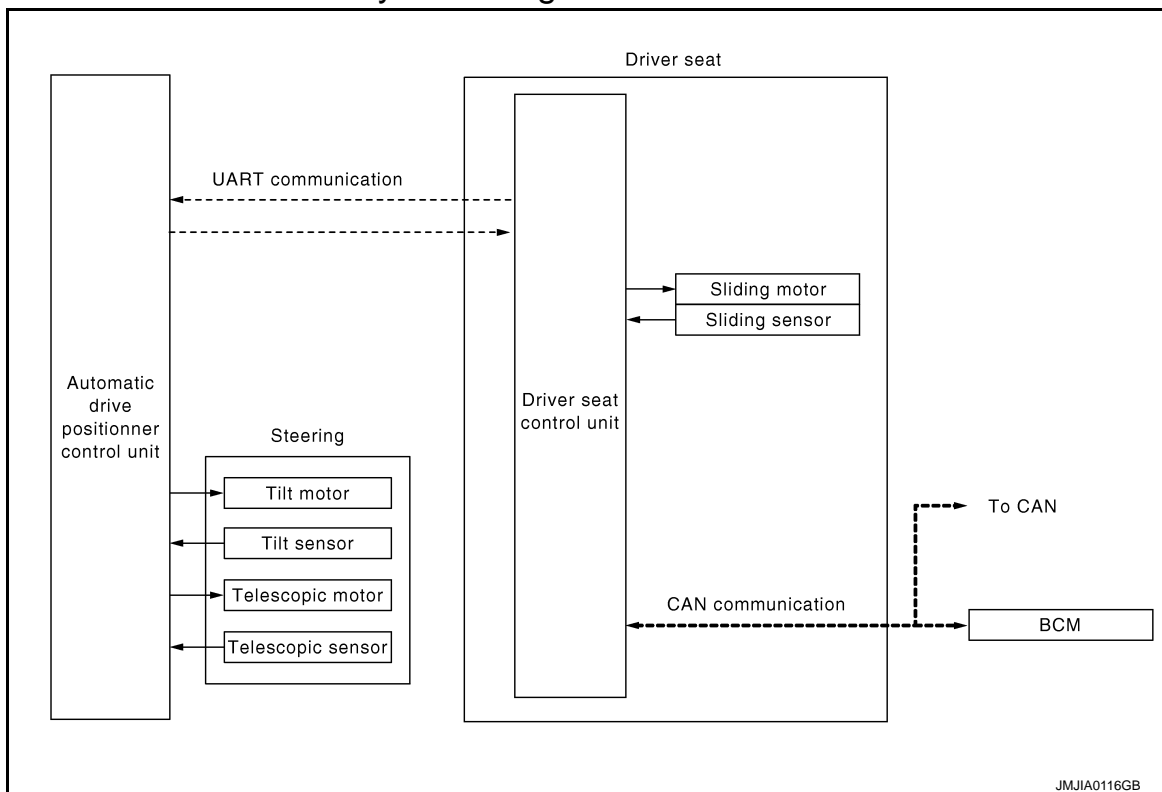 Driver seat
UART communication
Sliding motor
Sliding sensor
Automatic
drive
positionner
control unit
Driver seat
control unit
Steering
Tilt motor
Tilt sensor
Telescopic motor
Telescopic sensor
To CAN
CAN communication
BCM
JMJIA0116GB